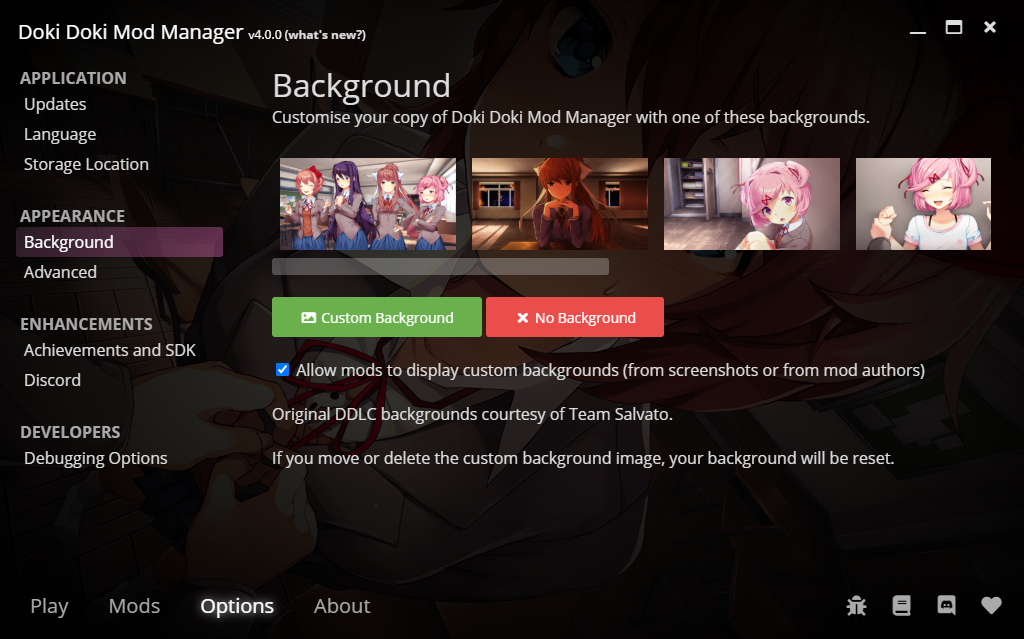 Doki Doki Mod Manager v4.0.0 (what's new?)
APPLICATION
Updates
Language
Storage Location
APPEARANCE
Background
Advanced
ENHANCEMENTS
Achievements and SDK
Discord
DEVELOPERS
Debugging Options
Background
Customise your copy of Doki Doki Mod Manager with one of these backgrounds.
Custom Background
No Background
Allow mods to display custom backgrounds (from screenshots or from mod authors)
Original DDLC backgrounds courtesy of Team Salvato.
If you move or delete the custom background image, your background will be reset.
Play
Mods
Options
About